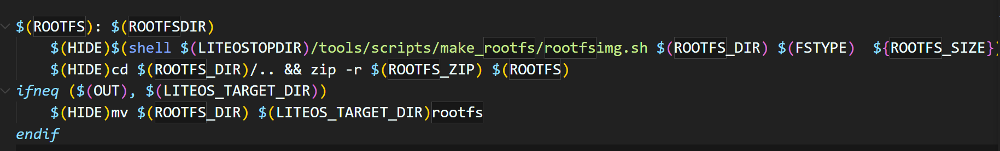 $(ROOTFS): $(ROOTFSDIR)
$(HIDE)$(shell $(LITEOSTOPDIR)/tools/scripts/make_rootfs/rootfsimg.sh $(ROOTFS_DIR) $(FSTYPE)  ${ROOTFS_SIZE})
$(HIDE)cd $(ROOTFS_DIR)/.. && zip -r $(ROOTFS_ZIP) $(ROOTFS)
ifneq ($(OUT), $(LITEOS_TARGET_DIR))
$(HIDE)mv $(ROOTFS_DIR) $(LITEOS_TARGET_DIR)rootfs
endif